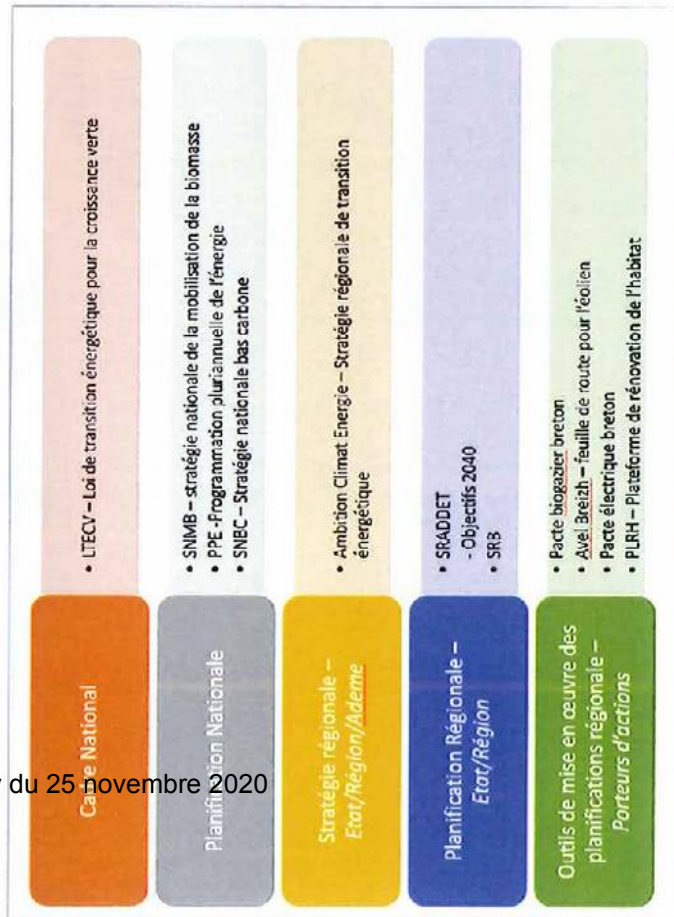 Cadre National
• LTECV – Loi de transition énergétique pour la croissance verte
Planification Nationale
• SNMB – stratégie nationale de la mobilisation de la biomasse
• PPE -Programmation pluriannuelle de l'énergie
• SNBC – Stratégie nationale bas carbone
Stratégie régionale –
Etat/Région/Ademe
• Ambition Climat Energie – Stratégie régionale de transition
énergétique
Planification Régionale –
Etat/Région
• SRADDET
- Objectifs 2040
• SRB
Outils de mise en œuvre des
planifications régionale –
Porteurs d'actions
• Pacte biogazier breton
• Avel Breizh – feuille de route pour l'éolien
• Pacte électrique breton
• PLRH – Plateforme de rénovation de l'habitat
du 25 novembre 2020